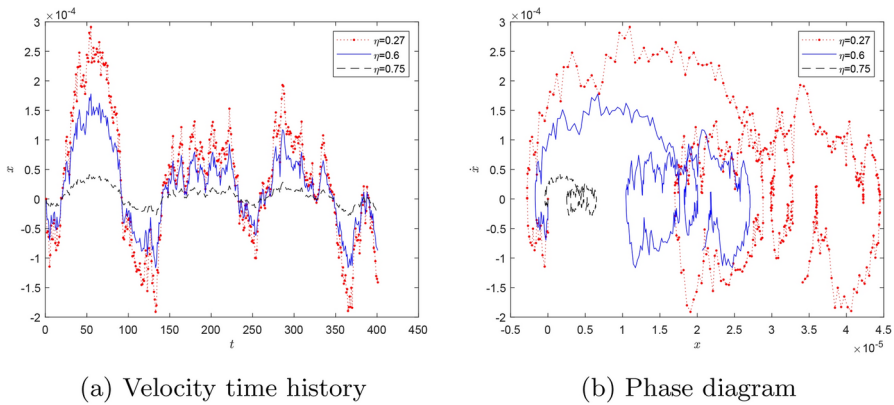 ×10⁻⁴
3
2.5
2
1.5
1
0.5
0
-0.5
-1
-1.5
-2
x
0 50 100 150 200 250 300 350 400 450
t
η=0.27
η=0.6
η=0.75
(a) Velocity time history
×10⁻⁴
3
2.5
2
1.5
1
0.5
0
-0.5
-1
-1.5
-2
ẋ
-0.5 0 0.5 1 1.5 2 2.5 3 3.5 4 4.5
x
×10⁻⁵
η=0.27
η=0.6
η=0.75
(b) Phase diagram